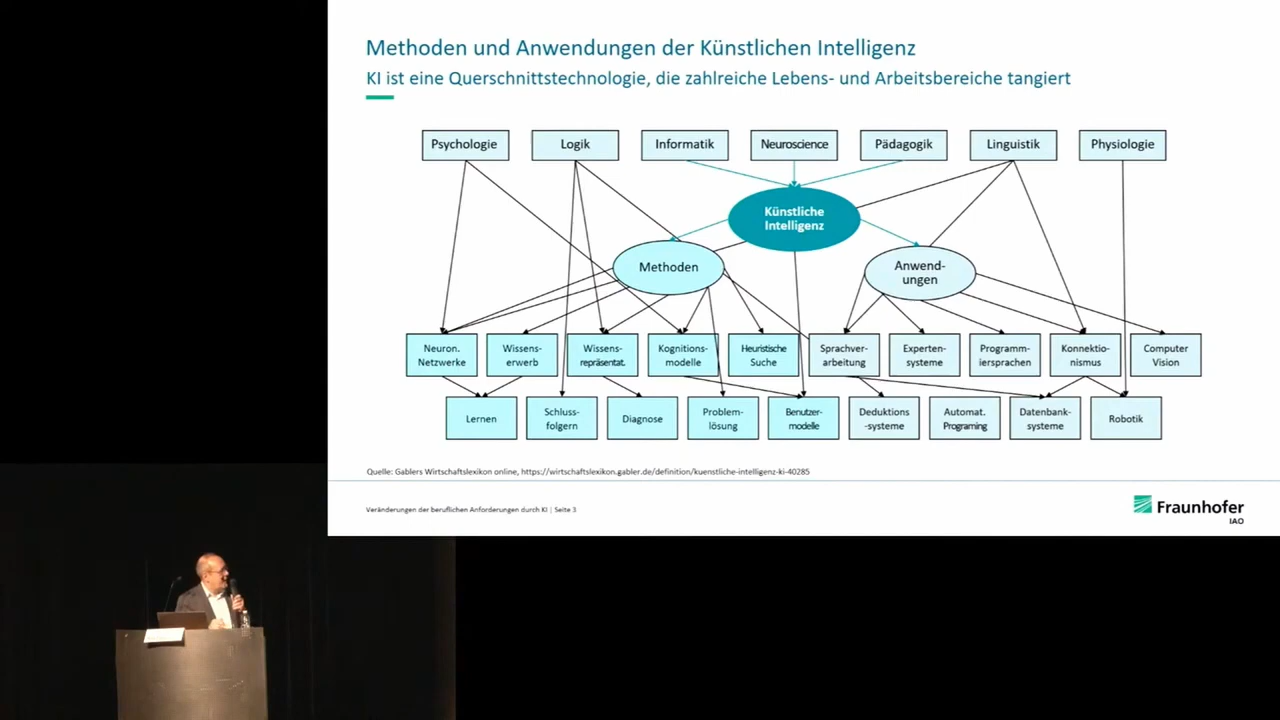 Methoden und Anwendungen der Künstlichen Intelligenz
KI ist eine Querschnittstechnologie, die zahlreiche Lebens- und Arbeitsbereiche tangiert
Psychologie
Logik
Informatik
Neuroscience
Pädagogik
Linguistik
Physiologie
Künstliche
Intelligenz
Methoden
Anwend-
ungen
Neuron.
Netzwerke
Wissens-
erwerb
Wissens-
repräsentat.
Kognitions-
modelle
Heuristische
Suche
Sprachver-
arbeitung
Experten-
systeme
Programm-
iersprachen
Konnektio-
nismus
Computer
Vision
Lernen
Schluss-
folgern
Diagnose
Problem-
lösung
Benutzer-
modelle
Deduktions
-systeme
Automat.
Programing
Datenbank-
systeme
Robotik
Quelle: Gablers Wirtschaftslexikon online, https://wirtschaftslexikon.gabler.de/definition/kuenstliche-intelligenz-ki-40285
Veränderungen der beruflichen Anforderungen durch KI | Seite 3
Fraunhofer
IAO